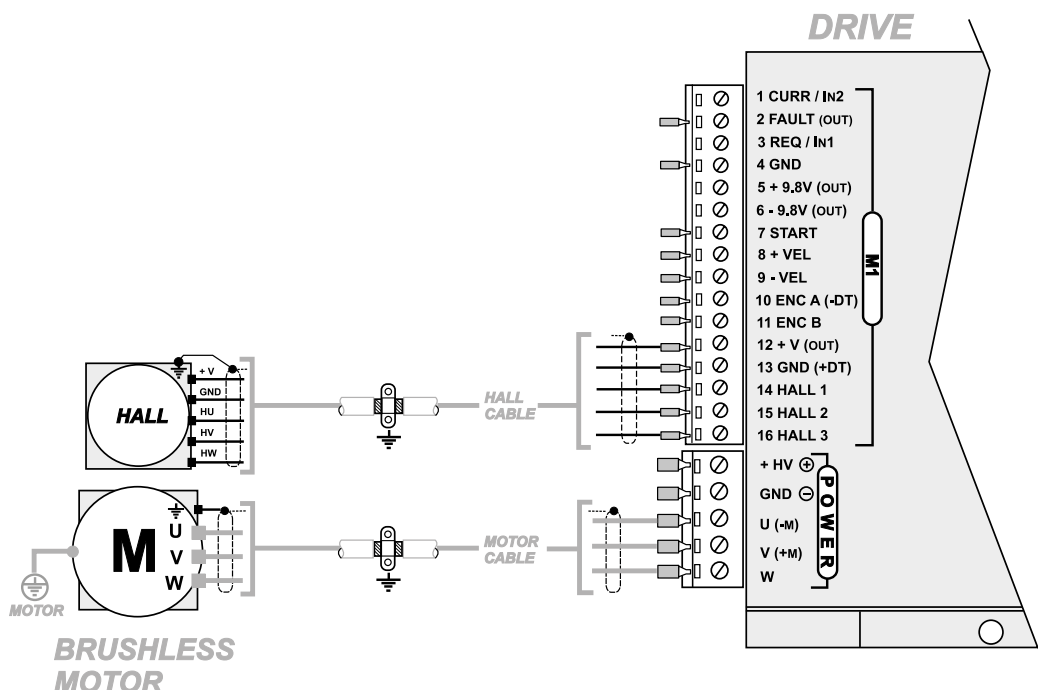 DRIVE
1 CURR / IN2
2 FAULT (OUT)
3 REQ / IN1
4 GND
5 + 9.8V (OUT)
6 - 9.8V (OUT)
7 START
8 + VEL
9 - VEL
10 ENC A (-DT)
11 ENC B
12 + V (OUT)
13 GND (+DT)
14 HALL 1
15 HALL 2
16 HALL 3
M1
+ HV ⊕
GND ⊖
U (-M)
V (+M)
W
POWER
HALL
+ V
GND
HU
HV
HW
HALL
CABLE
M
U
V
W
MOTOR
CABLE
MOTOR
BRUSHLESS
MOTOR